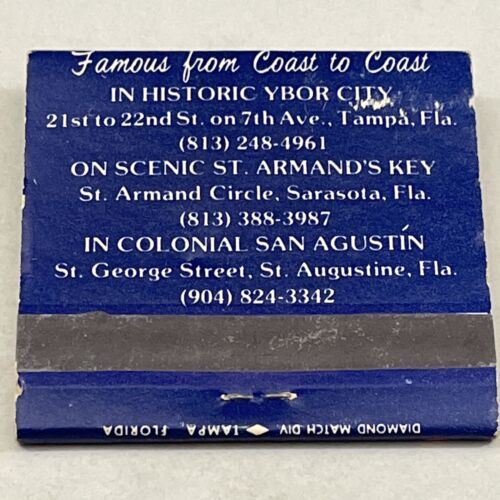 Famous from Coast to Coast
IN HISTORIC YBOR CITY
21st to 22nd St. on 7th Ave., Tampa, Fla.
(813) 248-4961
ON SCENIC ST. ARMAND'S KEY
St. Armand Circle, Sarasota, Fla.
(813) 388-3987
IN COLONIAL SAN AGUSTÍN
St. George Street, St. Augustine, Fla.
(904) 824-3342
DIAMOND MATCH DIV. TAMPA, FLORIDA